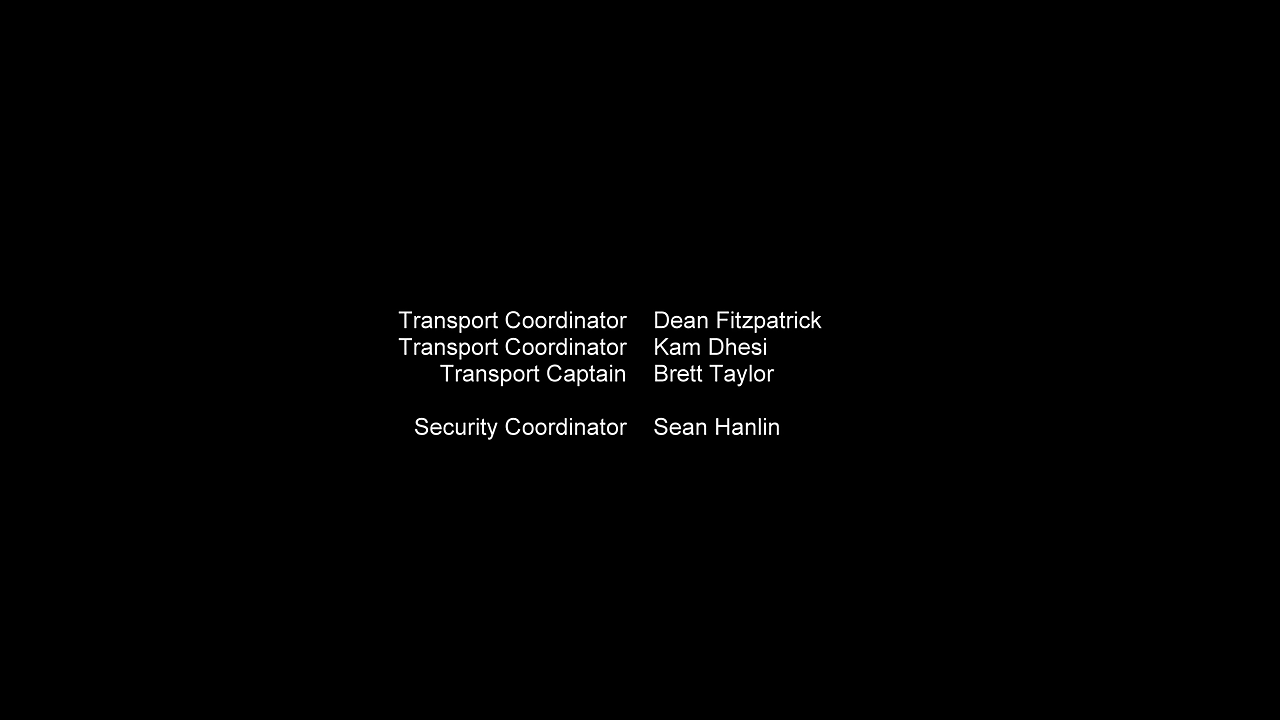 Transport Coordinator Dean Fitzpatrick
Transport Coordinator Kam Dhesi
Transport Captain Brett Taylor
Security Coordinator Sean Hanlin